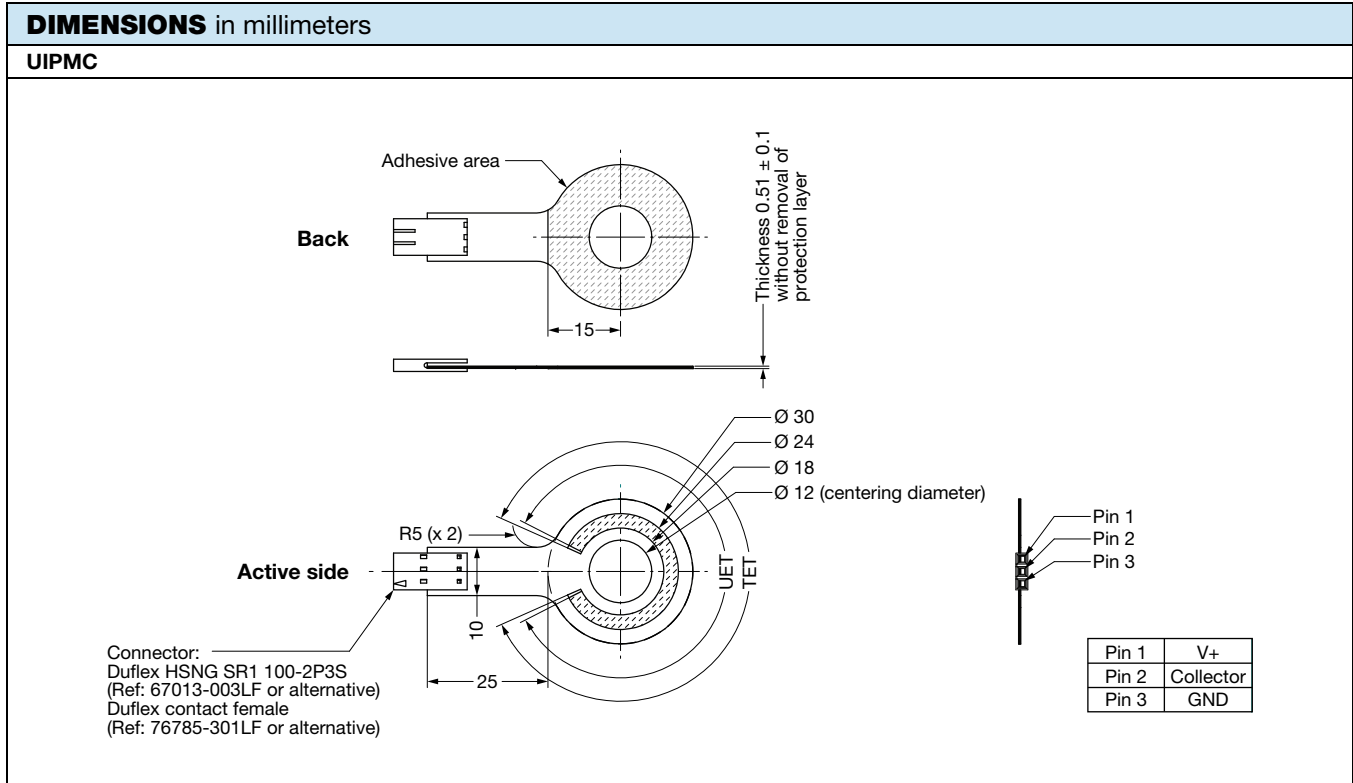 DIMENSIONS in millimeters
UIPMC
Adhesive area
Back
Thickness 0.51 ± 0.1
without removal of
protection layer
15
Ø 30
Ø 24
Ø 18
Ø 12 (centering diameter)
R5 (x 2)
Active side
UET
TET
10
25
Connector:
Duflex HSNG SR1 100-2P3S
(Ref: 67013-003LF or alternative)
Duflex contact female
(Ref: 76785-301LF or alternative)
Pin 1
Pin 2
Pin 3
Pin 1 V+
Pin 2 Collector
Pin 3 GND